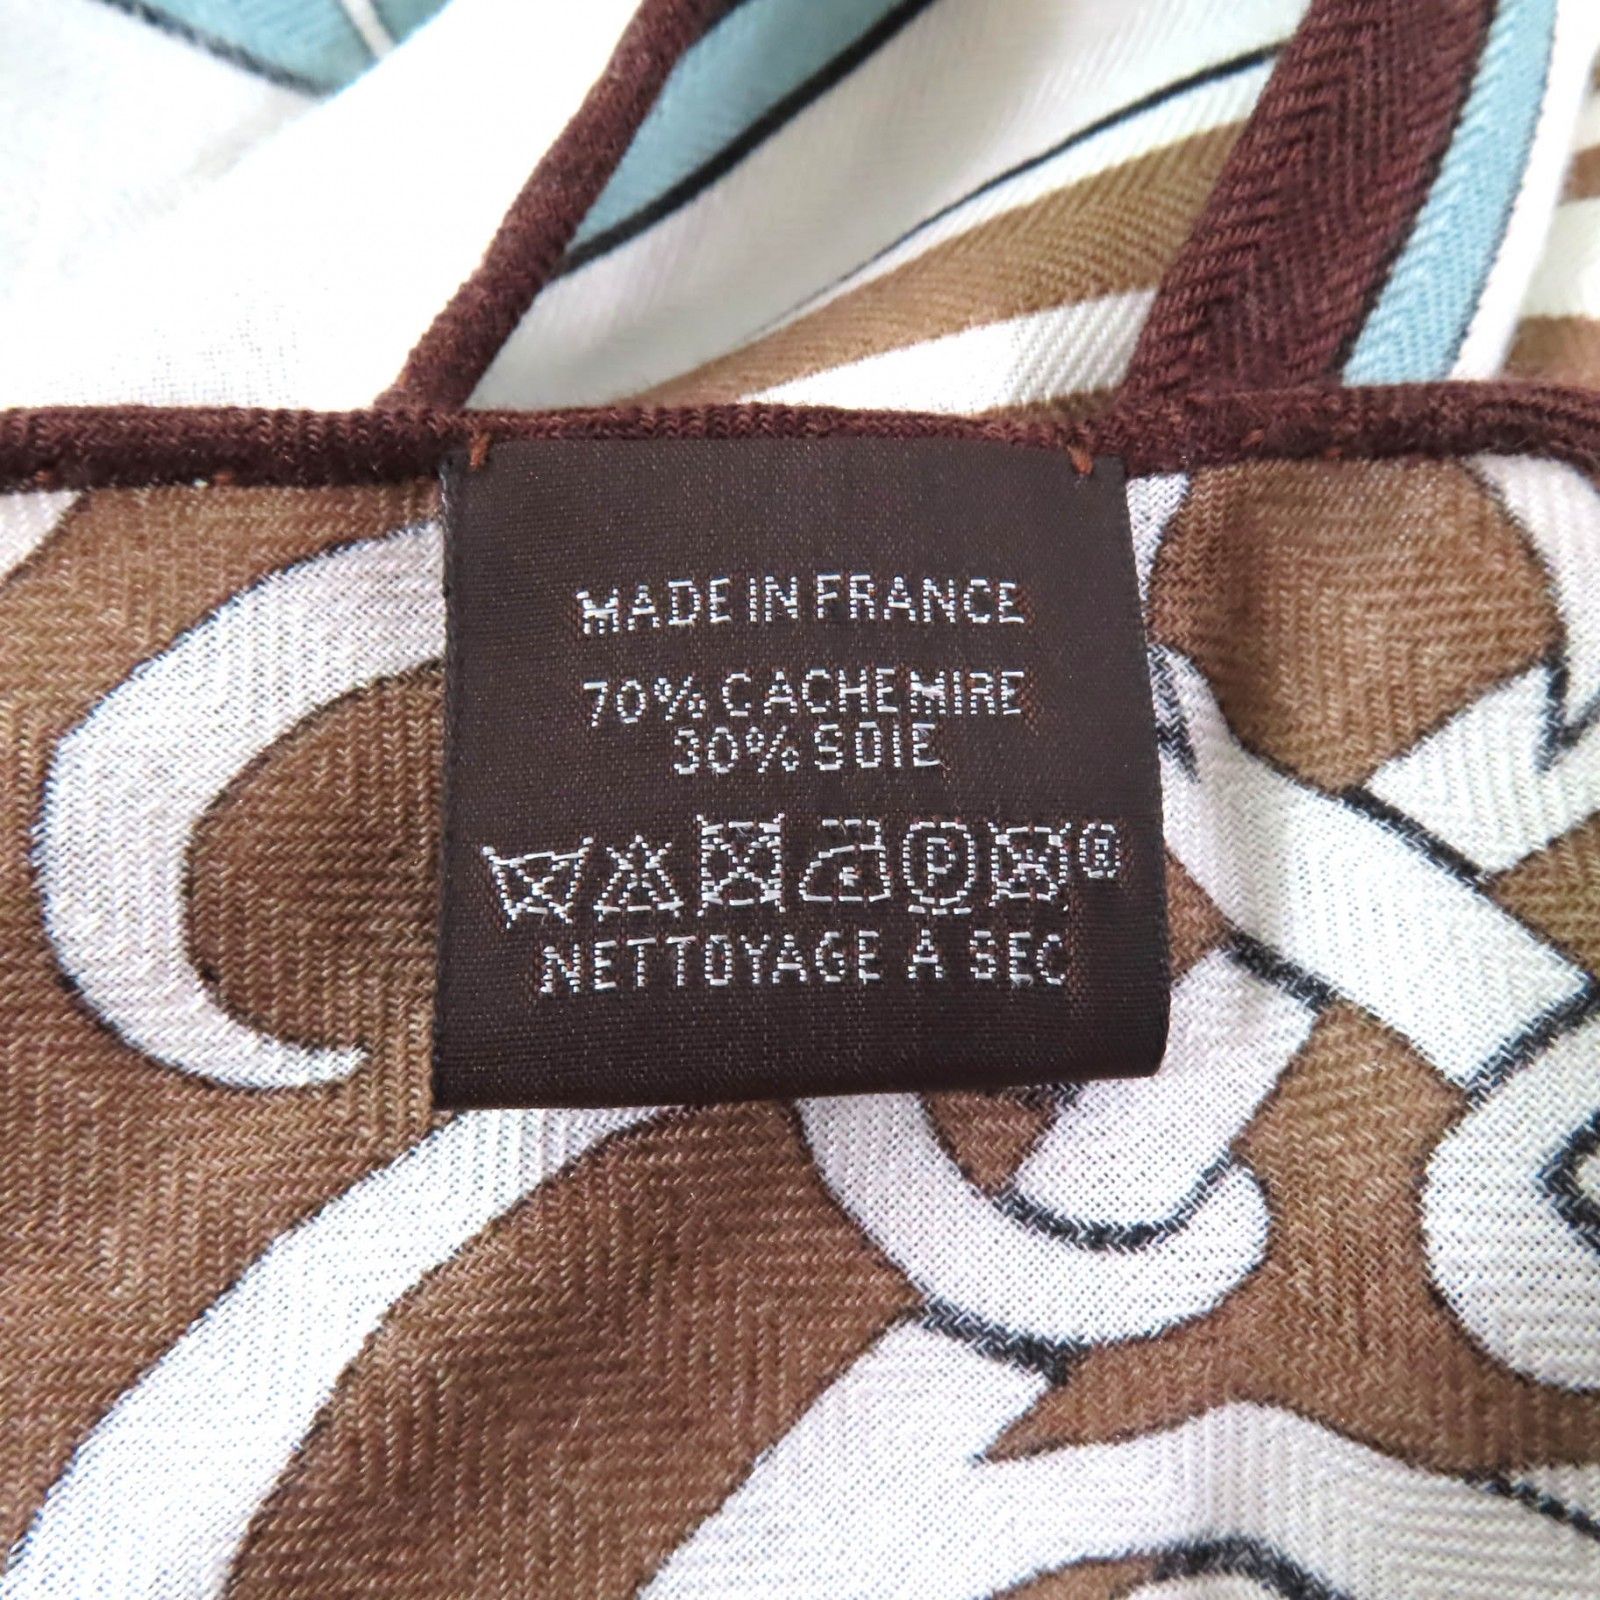 MADE IN FRANCE
70% CACHEMIRE
30% SOIE
P ®
NETTOYAGE A SEC